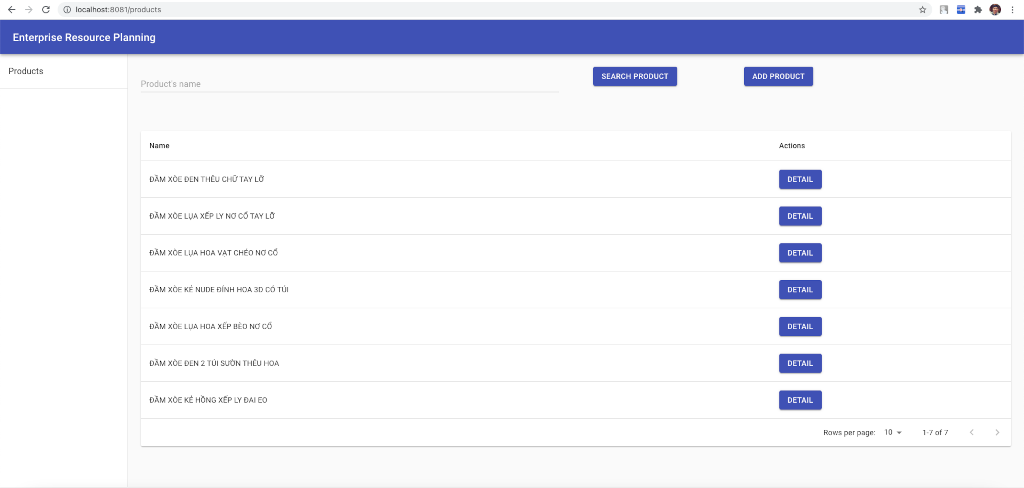 localhost:8081/products
Enterprise Resource Planning
Products
Product's name
SEARCH PRODUCT
ADD PRODUCT
Name Actions
ĐẦM XÒE ĐEN THÊU CHỮ TAY LỠ DETAIL
ĐẦM XÒE LỤA XẾP LY NƠ CỔ TAY LỠ DETAIL
ĐẦM XÒE LỤA HOA VẠT CHÉO NƠ CỔ DETAIL
ĐẦM XÒE KẺ NUDE ĐÍNH HOA 3D CÓ TÚI DETAIL
ĐẦM XÒE LỤA HOA XẾP BÈO NƠ CỔ DETAIL
ĐẦM XÒE ĐEN 2 TÚI SƯỜN THÊU HOA DETAIL
ĐẦM XÒE KẺ HỒNG XẾP LY ĐAI EO DETAIL
Rows per page: 10 1-7 of 7